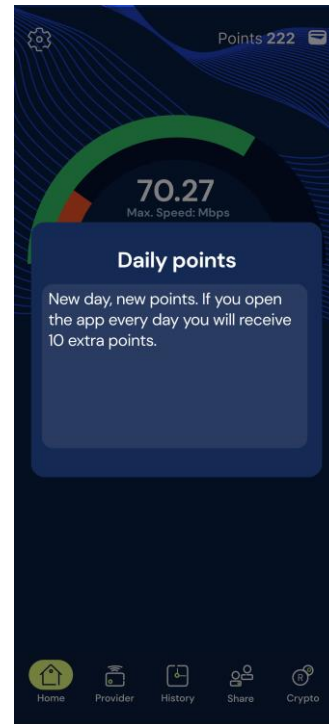 Points 222
70.27
Max. Speed: Mbps
Daily points
New day, new points. If you open
the app every day you will receive
10 extra points.
Home Provider History Share Crypto